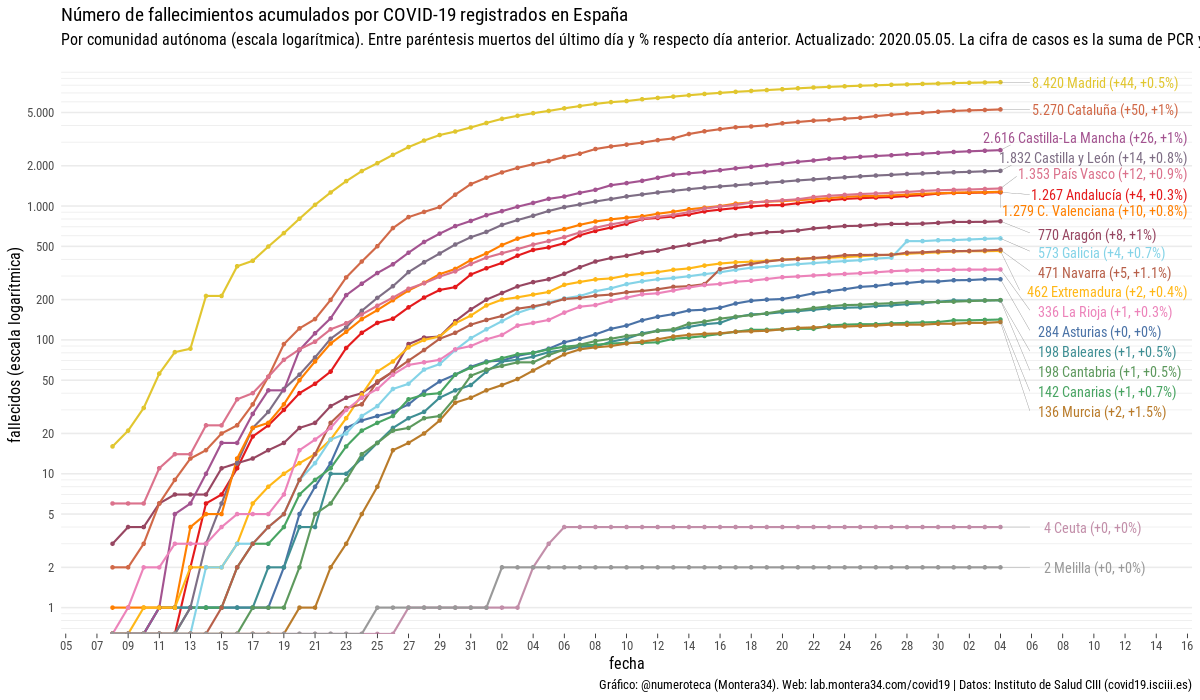 Número de fallecimientos acumulados por COVID-19 registrados en España
Por comunidad autónoma (escala logarítmica). Entre paréntesis muertos del último día y % respecto día anterior. Actualizado: 2020.05.05. La cifra de casos es la suma de PCR y
8.420 Madrid (+44, +0.5%)
5.000
5.270 Cataluña (+50, +1%)
2.616 Castilla-La Mancha (+26, +1%)
1.832 Castilla y León (+14, +0.8%)
2.000
1.353 País Vasco (+12, +0.9%)
1.267 Andalucía (+4, +0.3%)
1.000
1.279 C. Valenciana (+10, +0.8%)
770 Aragón (+8, +1%)
500
573 Galicia (+4, +0.7%)
471 Navarra (+5, +1.1%)
462 Extremadura (+2, +0.4%)
200
336 La Rioja (+1, +0.3%)
284 Asturias (+0, +0%)
100
198 Baleares (+1, +0.5%)
198 Cantabria (+1, +0.5%)
50
142 Canarias (+1, +0.7%)
136 Murcia (+2, +1.5%)
20
10
5
4 Ceuta (+0, +0%)
2
2 Melilla (+0, +0%)
1
fallecidos (escala logarítmica)
05 07 09 11 13 15 17 19 21 23 25 27 29 31 02 04 06 08 10 12 14 16 18 20 22 24 26 28 30 02 04 06 08 10 12 14 16
fecha
Gráfico: @numeroteca (Montera34). Web: lab.montera34.com/covid19 | Datos: Instituto de Salud CIII (covid19.isciii.es)